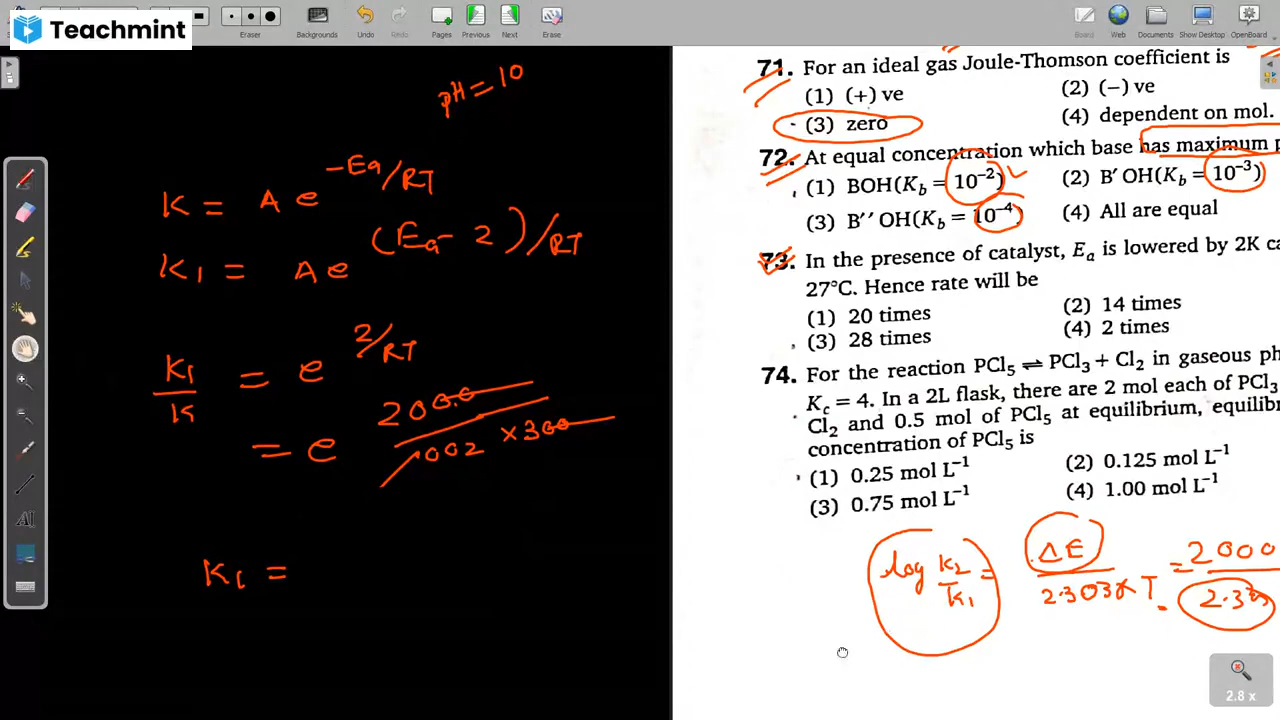 Teachmint
Eraser
Backgrounds
Undo
Redo
Pages
Previous
Next
Erase
Board
Web
Documents
Show Desktop
OpenBoard
pH = 10
K = A e -Ea/RT
K1 = A e (Ea - 2)/RT
K1/K = e 2/RT
= e 2000.0 / .002 × 300
K1 =
71. For an ideal gas Joule-Thomson coefficient is
(1) (+) ve (2) (−) ve
(3) zero (4) dependent on mol.
72. At equal concentration which base has maximum p
(1) BOH(Kb = 10⁻²) (2) B′ OH(Kb = 10⁻³)
(3) B′′ OH(Kb = 10⁻⁴) (4) All are equal
73. In the presence of catalyst, Ea is lowered by 2K ca
27°C. Hence rate will be
(1) 20 times (2) 14 times
(3) 28 times (4) 2 times
74. For the reaction PCl₅ ⇌ PCl₃ + Cl₂ in gaseous ph
Kc = 4. In a 2L flask, there are 2 mol each of PCl₃
Cl₂ and 0.5 mol of PCl₅ at equilibrium, equilib
concentration of PCl₅ is
(1) 0.25 mol L⁻¹ (2) 0.125 mol L⁻¹
(3) 0.75 mol L⁻¹ (4) 1.00 mol L⁻¹
log K2/K1 = ΔE / 2.303 R T = 2000
2.8 x